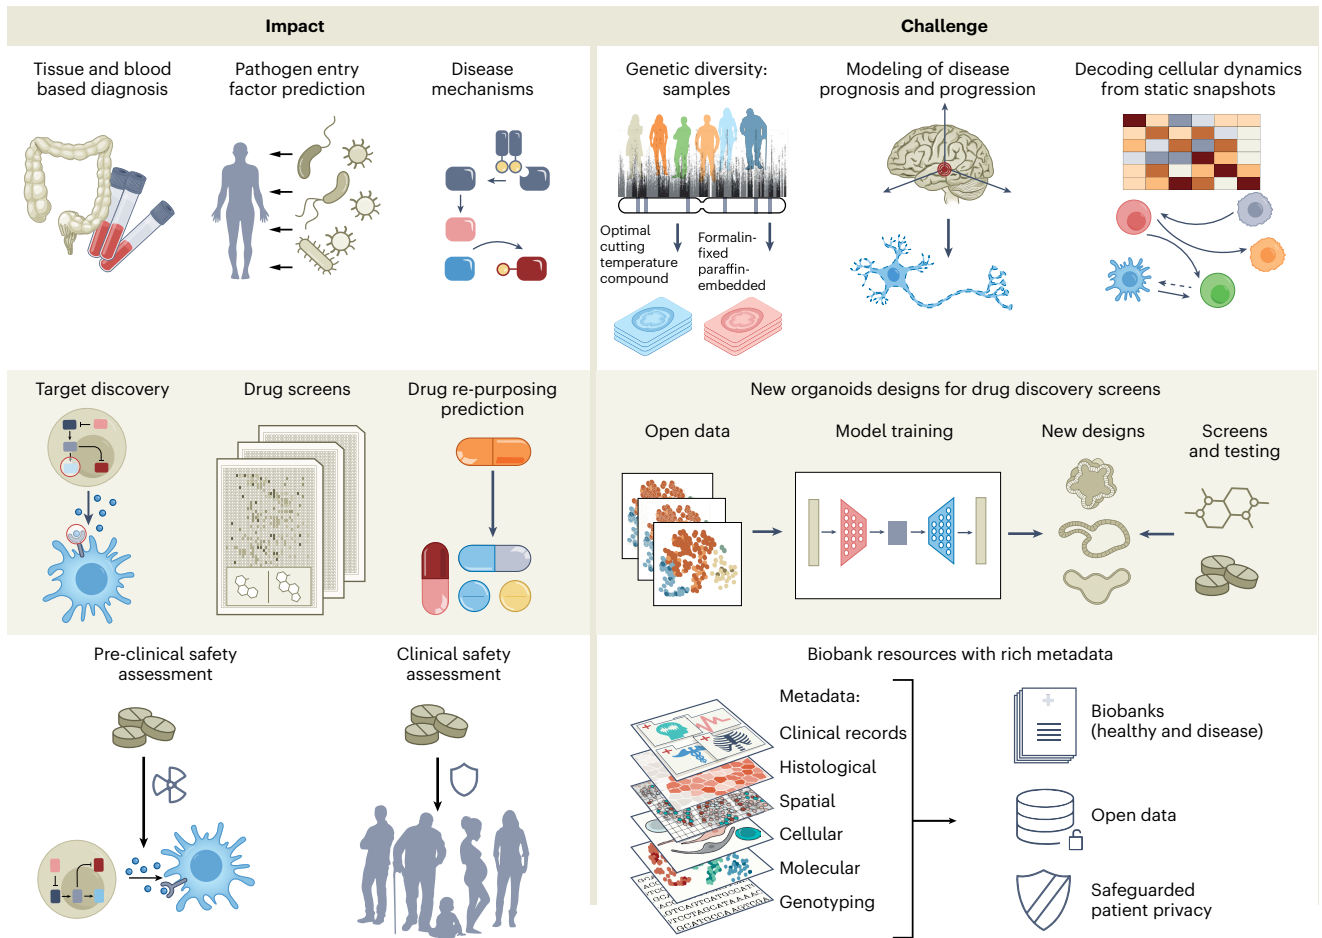 Impact
Challenge
Tissue and blood
based diagnosis
Pathogen entry
factor prediction
Disease
mechanisms
Genetic diversity:
samples
Optimal
cutting
temperature
compound
Formalin-
fixed
paraffin-
embedded
Modeling of disease
prognosis and progression
Decoding cellular dynamics
from static snapshots
Target discovery
Drug screens
Drug re-purposing
prediction
New organoids designs for drug discovery screens
Open data
Model training
New designs
Screens
and testing
Pre-clinical safety
assessment
Clinical safety
assessment
Biobank resources with rich metadata
Metadata:
Clinical records
Histological
Spatial
Cellular
Molecular
Genotyping
Biobanks
(healthy and disease)
Open data
Safeguarded
patient privacy